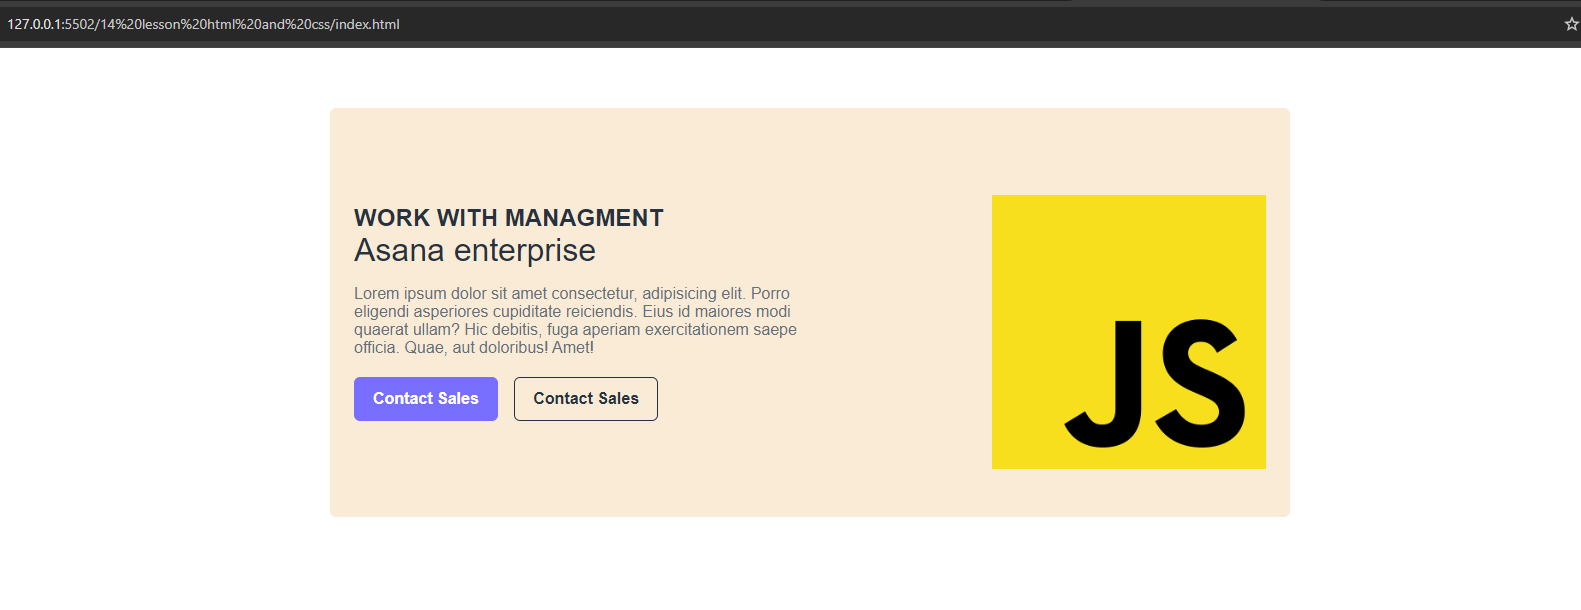 127.0.0.1:5502/14%20lesson%20html%20and%20css/index.html
WORK WITH MANAGMENT
Asana enterprise
Lorem ipsum dolor sit amet consectetur, adipisicing elit. Porro
eligendi asperiores cupiditate reiciendis. Eius id maiores modi
quaerat ullam? Hic debitis, fuga aperiam exercitationem saepe
officia. Quae, aut doloribus! Amet!
Contact Sales
Contact Sales
JS